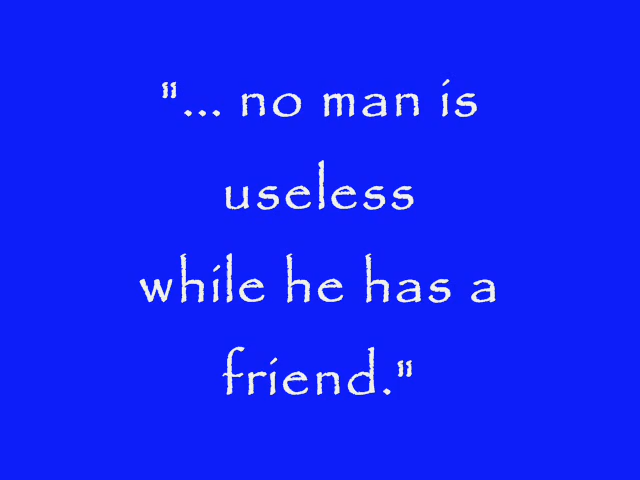 "... no man is
useless
while he has a
friend."